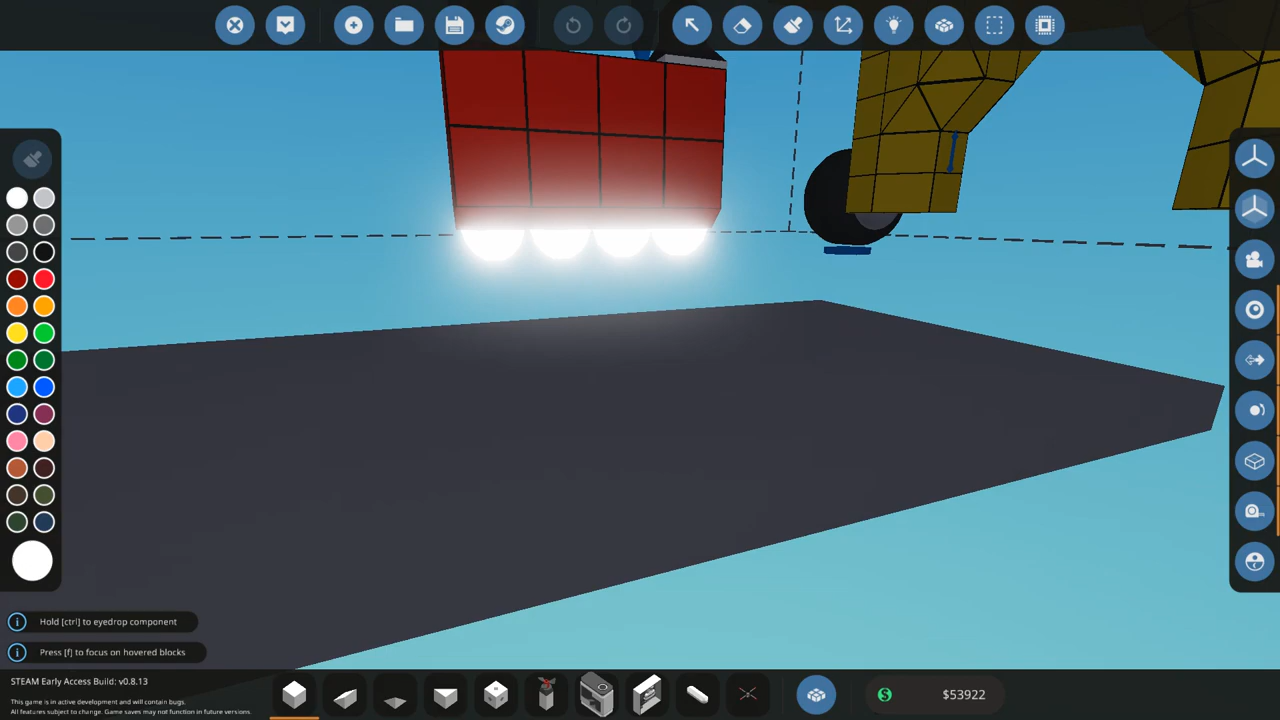 Hold [ctrl] to eyedrop component
Press [f] to focus on hovered blocks
STEAM Early Access Build: v0.8.13
This game is in active development and will contain bugs.
All features subject to change. Game saves may not function in future versions.
$53922